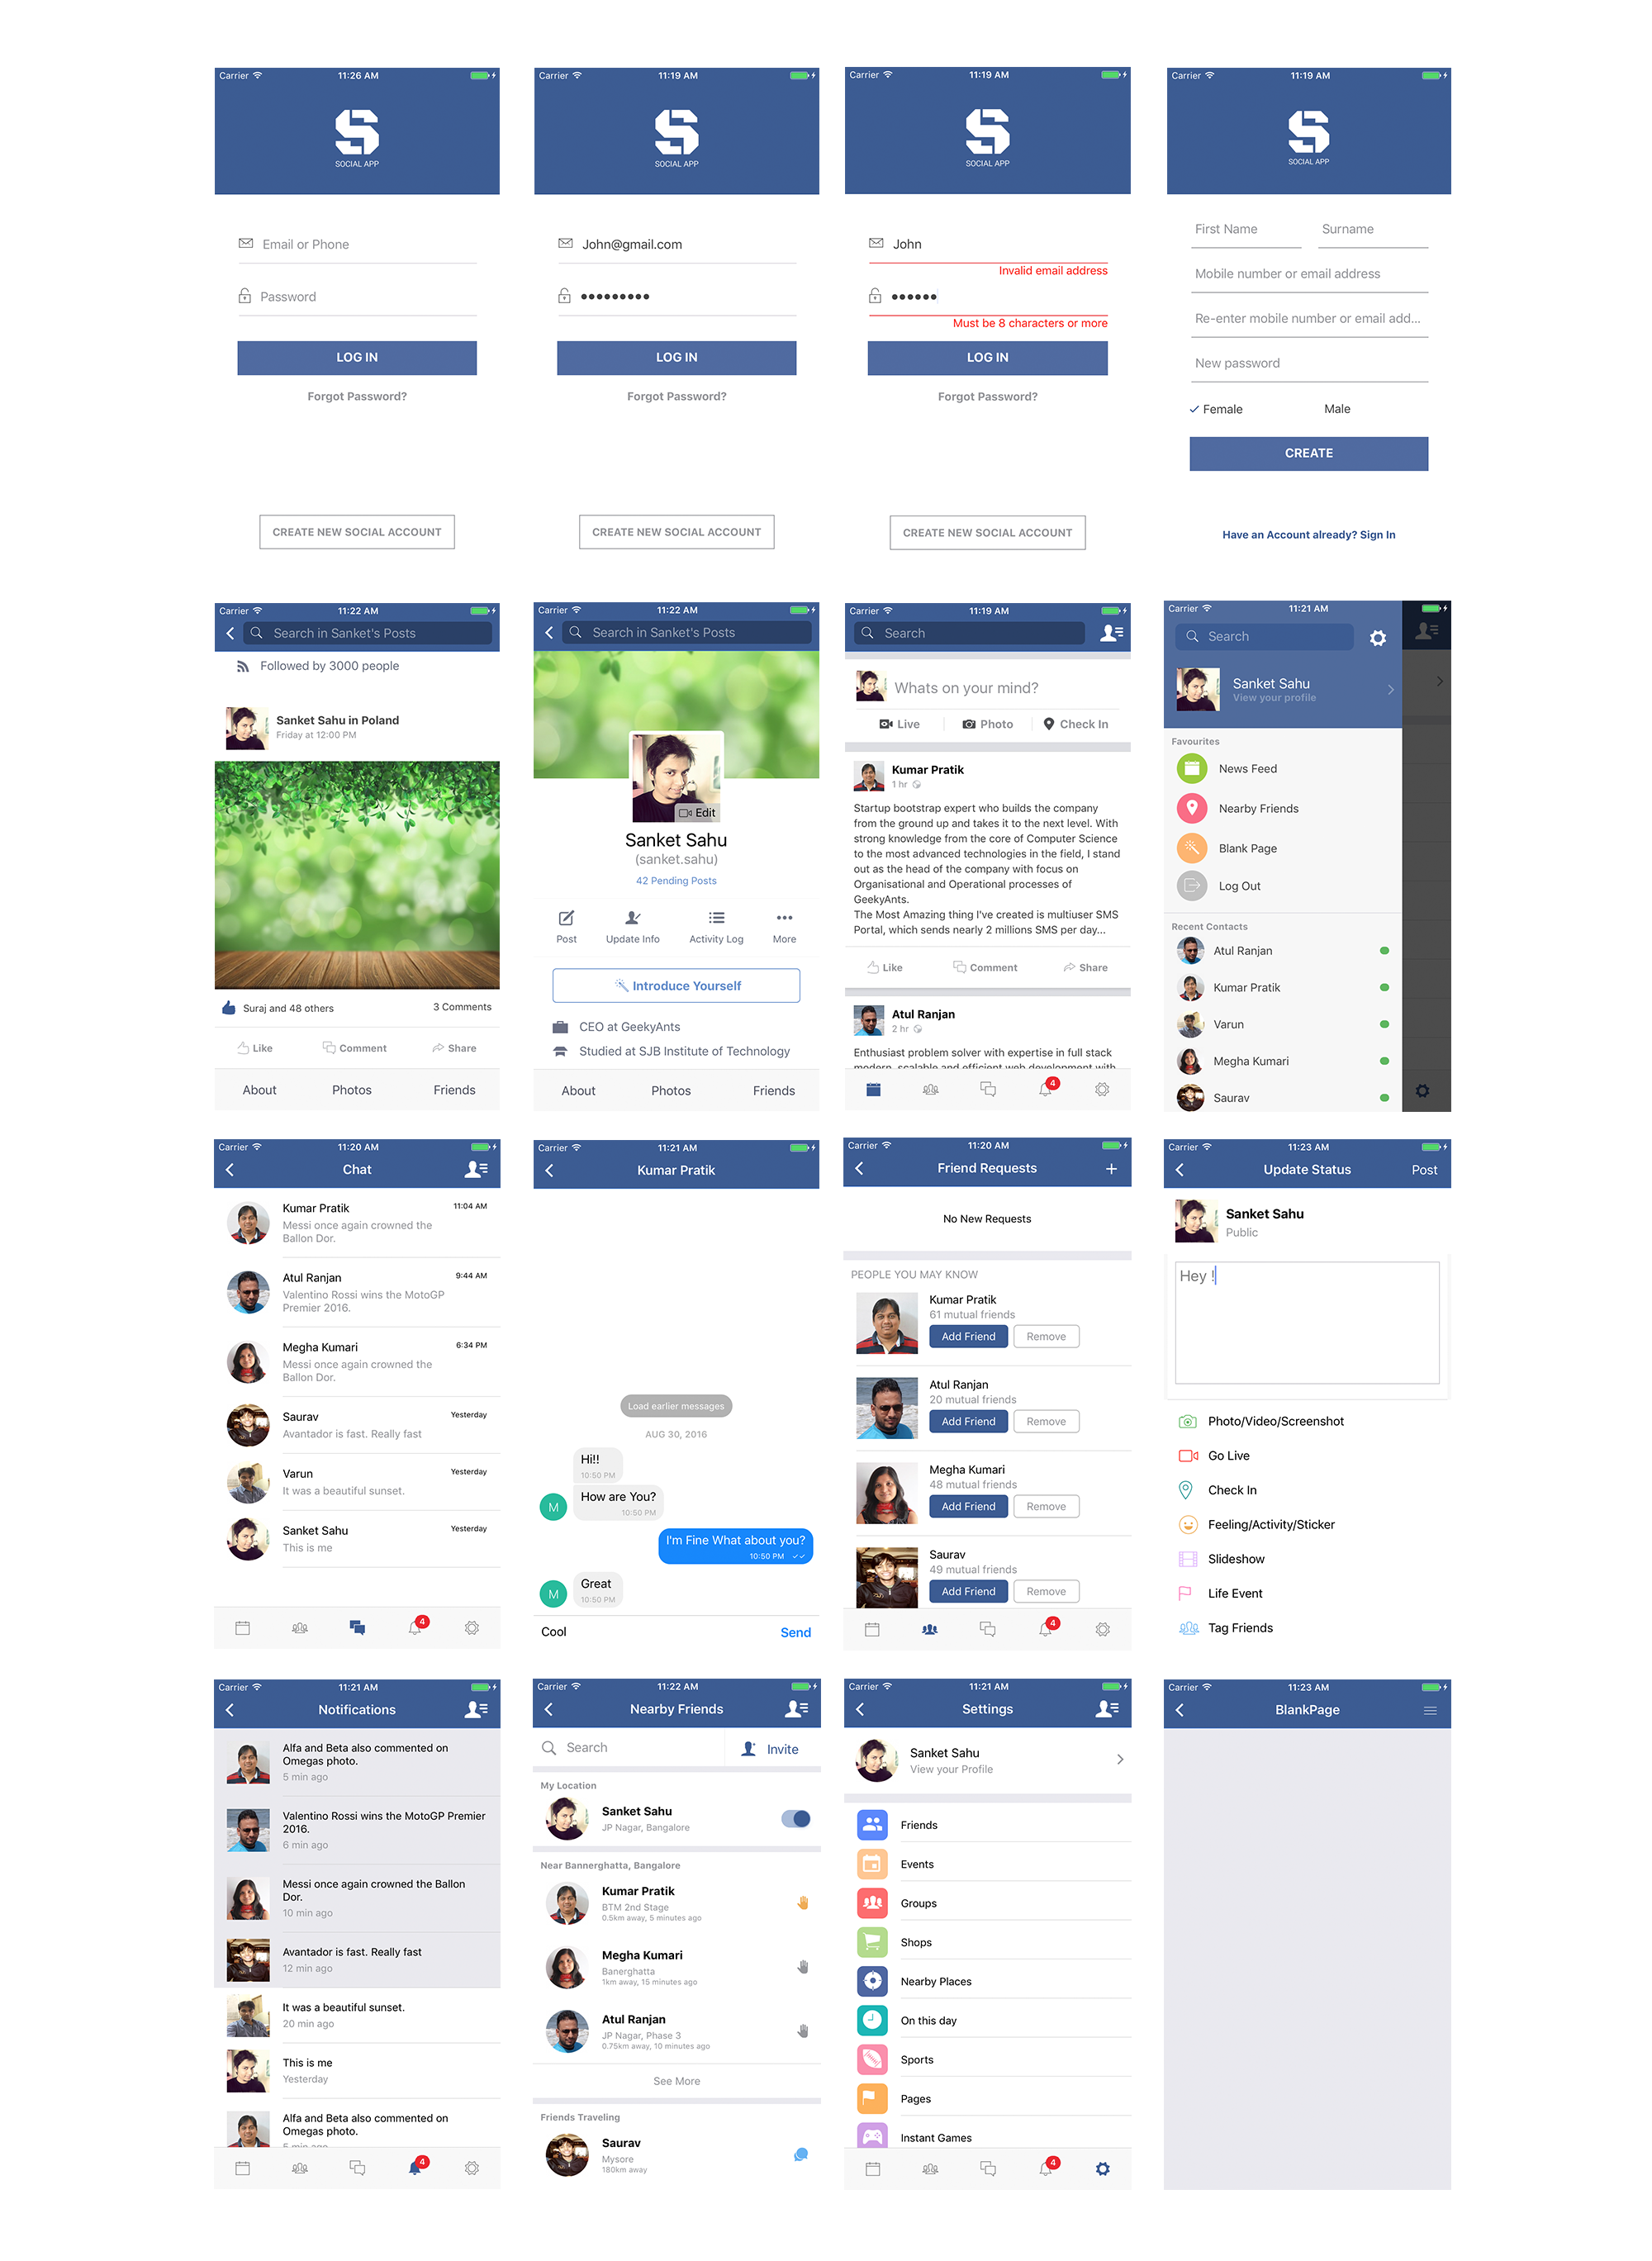 Carrier 11:26 AM
SOCIAL APP
Email or Phone
Password
LOG IN
Forgot Password?
CREATE NEW SOCIAL ACCOUNT
Carrier 11:19 AM
SOCIAL APP
John@gmail.com
LOG IN
Forgot Password?
CREATE NEW SOCIAL ACCOUNT
Carrier 11:19 AM
SOCIAL APP
John
Invalid email address
Must be 8 characters or more
LOG IN
Forgot Password?
CREATE NEW SOCIAL ACCOUNT
Carrier 11:19 AM
SOCIAL APP
First Name Surname
Mobile number or email address
Re-enter mobile number or email add...
New password
Female Male
CREATE
Have an Account already? Sign In
Carrier 11:22 AM
Search in Sanket's Posts
Followed by 3000 people
Sanket Sahu in Poland
Friday at 12:00 PM
Suraj and 48 others 3 Comments
Like Comment Share
About Photos Friends
Carrier 11:22 AM
Search in Sanket's Posts
Edit
Sanket Sahu
(sanket.sahu)
42 Pending Posts
Post Update Info Activity Log More
Introduce Yourself
CEO at GeekyAnts
Studied at SJB Institute of Technology
About Photos Friends
Carrier 11:19 AM
Search
Whats on your mind?
Live Photo Check In
Kumar Pratik
1 hr
Startup bootstrap expert who builds the company
from the ground up and takes it to the next level. With
strong knowledge from the core of Computer Science
to the most advanced technologies in the field, I stand
out as the head of the company with focus on
Organisational and Operational processes of
GeekyAnts.
The Most Amazing thing I've created is multiuser SMS
Portal, which sends nearly 2 millions SMS per day...
Like Comment Share
Atul Ranjan
2 hr
Enthusiast problem solver with expertise in full stack
modern, scalable and efficient web development with
4
Carrier 11:21 AM
Search
Sanket Sahu
View your profile
Favourites
News Feed
Nearby Friends
Blank Page
Log Out
Recent Contacts
Atul Ranjan
Kumar Pratik
Varun
Megha Kumari
Saurav
Carrier 11:20 AM
Chat
Kumar Pratik 11:04 AM
Messi once again crowned the
Ballon Dor.
Atul Ranjan 9:44 AM
Valentino Rossi wins the MotoGP
Premier 2016.
Megha Kumari 6:34 PM
Messi once again crowned the
Ballon Dor.
Saurav Yesterday
Avantador is fast. Really fast
Varun Yesterday
It was a beautiful sunset.
Sanket Sahu Yesterday
This is me
4
Carrier 11:21 AM
Kumar Pratik
Load earlier messages
AUG 30, 2016
Hi!!
10:50 PM
How are You?
M 10:50 PM
I'm Fine What about you?
10:50 PM
Great
M 10:50 PM
Cool Send
Carrier 11:20 AM
Friend Requests +
No New Requests
PEOPLE YOU MAY KNOW
Kumar Pratik
61 mutual friends
Add Friend Remove
Atul Ranjan
20 mutual friends
Add Friend Remove
Megha Kumari
48 mutual friends
Add Friend Remove
Saurav
49 mutual friends
Add Friend Remove
4
Carrier 11:23 AM
Update Status Post
Sanket Sahu
Public
Hey !
Photo/Video/Screenshot
Go Live
Check In
Feeling/Activity/Sticker
Slideshow
Life Event
Tag Friends
Carrier 11:21 AM
Notifications
Alfa and Beta also commented on
Omegas photo.
5 min ago
Valentino Rossi wins the MotoGP Premier
2016.
6 min ago
Messi once again crowned the Ballon
Dor.
10 min ago
Avantador is fast. Really fast
12 min ago
It was a beautiful sunset.
20 min ago
This is me
Yesterday
Alfa and Beta also commented on
Omegas photo.
5 min ago
4
Carrier 11:22 AM
Nearby Friends
Search Invite
My Location
Sanket Sahu
JP Nagar, Bangalore
Near Bannerghatta, Bangalore
Kumar Pratik
BTM 2nd Stage
0.5km away, 5 minutes ago
Megha Kumari
Banerghatta
1km away, 15 minutes ago
Atul Ranjan
JP Nagar, Phase 3
0.75km away, 10 minutes ago
See More
Friends Traveling
Saurav
Mysore
180km away
Carrier 11:21 AM
Settings
Sanket Sahu
View your Profile
Friends
Events
Groups
Shops
Nearby Places
On this day
Sports
Pages
Instant Games
4
Carrier 11:23 AM
BlankPage